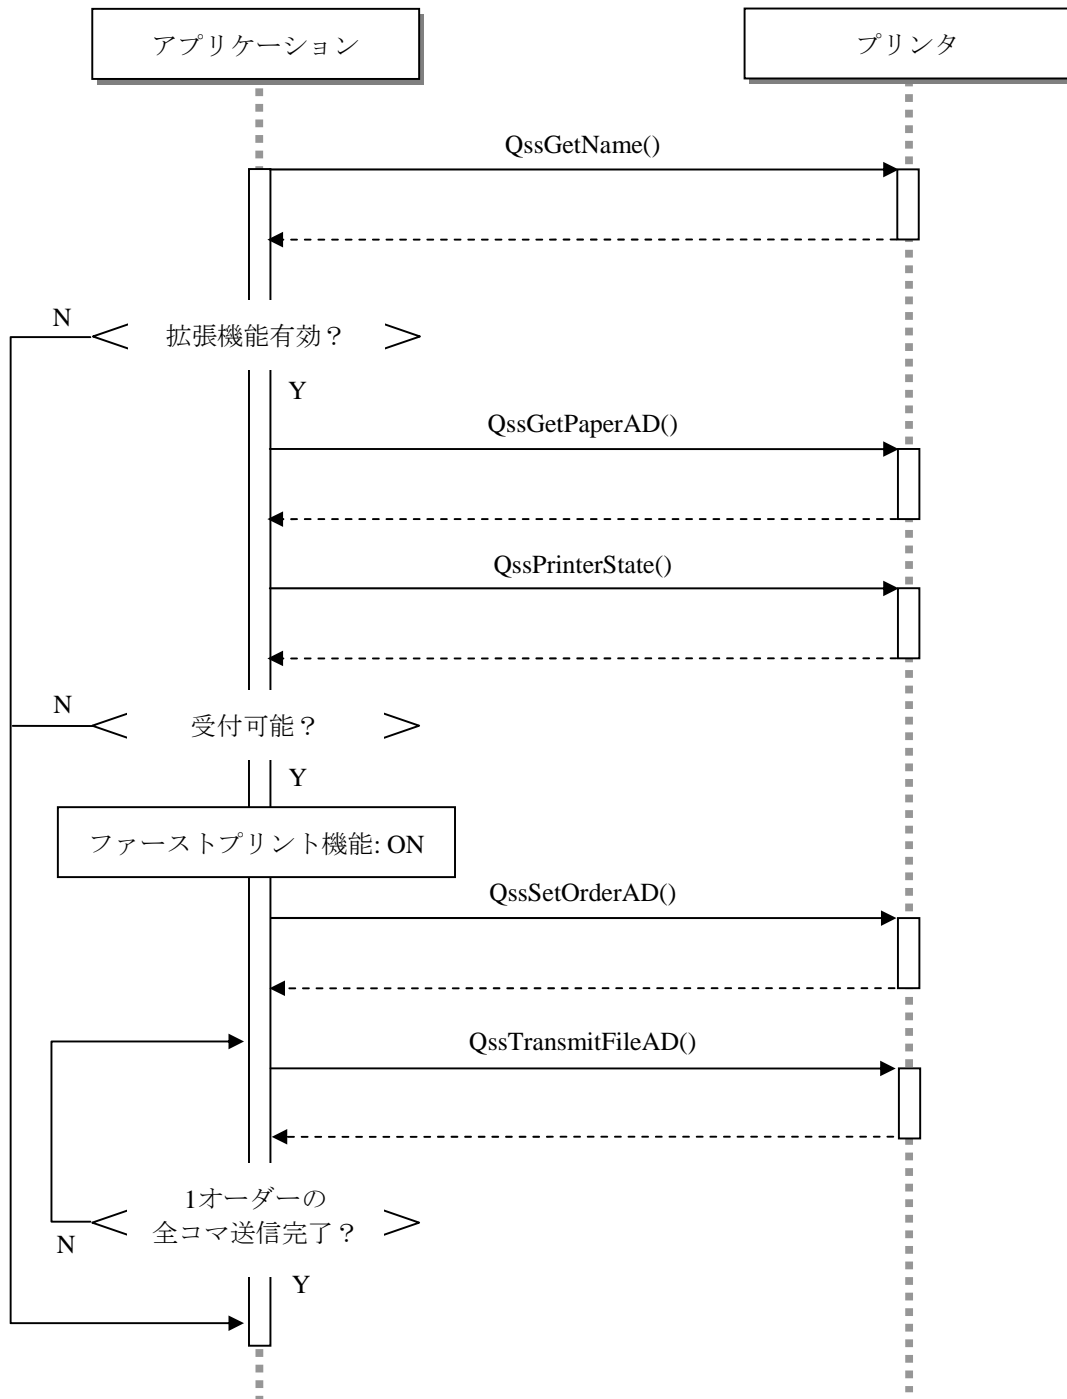 アプリケーション
プリンタ
QssGetName()
N
拡張機能有効？
Y
QssGetPaperAD()
QssPrinterState()
N
受付可能？
Y
ファーストプリント機能: ON
QssSetOrderAD()
QssTransmitFileAD()
1オーダーの
全コマ送信完了？
N
Y